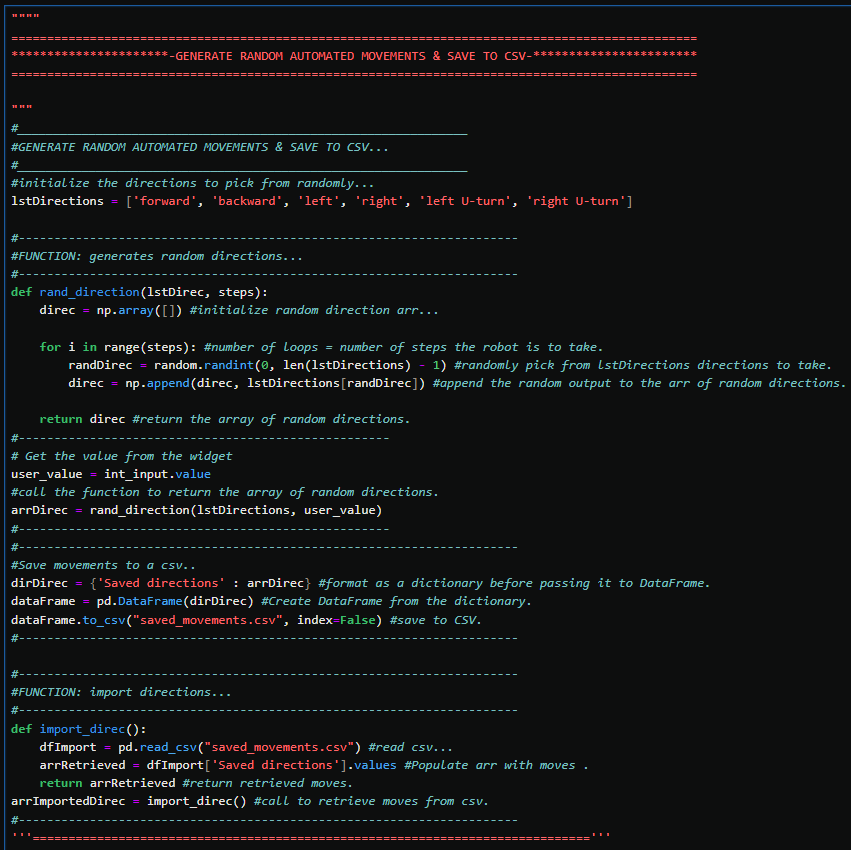 """"
================================================================================================
**********************-GENERATE RANDOM AUTOMATED MOVEMENTS & SAVE TO CSV-***********************
================================================================================================
"""
#_______________________________________________________________
#GENERATE RANDOM AUTOMATED MOVEMENTS & SAVE TO CSV...
#_______________________________________________________________
#initialize the directions to pick from randomly...
lstDirections = ['forward', 'backward', 'left', 'right', 'left U-turn', 'right U-turn']
#----------------------------------------------------------------------
#FUNCTION: generates random directions...
#----------------------------------------------------------------------
def rand_direction(lstDirec, steps):
    direc = np.array([]) #initialize random direction arr...
    for i in range(steps): #number of loops = number of steps the robot is to take.
        randDirec = random.randint(0, len(lstDirections) - 1) #randomly pick from lstDirections directions to take.
        direc = np.append(direc, lstDirections[randDirec]) #append the random output to the arr of random directions.
    return direc #return the array of random directions.
#----------------------------------------------------
# Get the value from the widget
user_value = int_input.value
#call the function to return the array of random directions.
arrDirec = rand_direction(lstDirections, user_value)
#----------------------------------------------------
#----------------------------------------------------------------------
#Save movements to a csv..
dirDirec = {'Saved directions' : arrDirec} #format as a dictionary before passing it to DataFrame.
dataFrame = pd.DataFrame(dirDirec) #Create DataFrame from the dictionary.
dataFrame.to_csv("saved_movements.csv", index=False) #save to CSV.
#----------------------------------------------------------------------
#----------------------------------------------------------------------
#FUNCTION: import directions...
#----------------------------------------------------------------------
def import_direc():
    dfImport = pd.read_csv("saved_movements.csv") #read csv...
    arrRetrieved = dfImport['Saved directions'].values #Populate arr with moves .
    return arrRetrieved #return retrieved moves.
arrImportedDirec = import_direc() #call to retrieve moves from csv.
#----------------------------------------------------------------------
'''=============================================================================='''